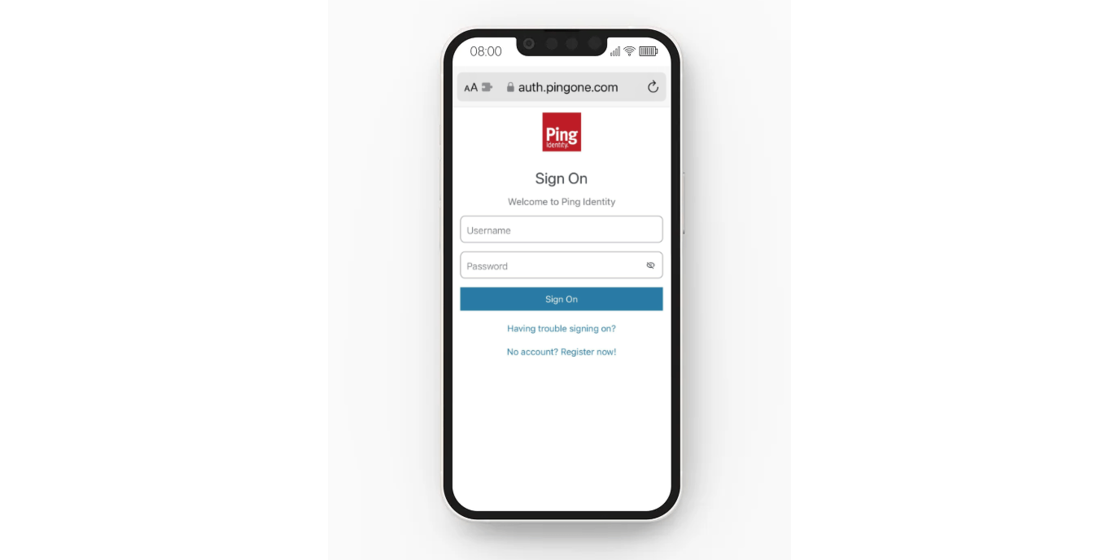 08:00
AA auth.pingone.com
Ping
Identity
Sign On
Welcome to Ping Identity
Username
Password
Sign On
Having trouble signing on?
No account? Register now!